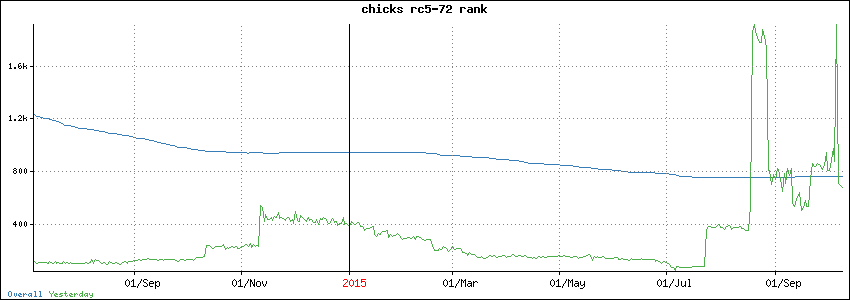 chicks rc5-72 rank
1.6k
1.2k
800
400
01/Sep 01/Nov 2015 01/Mar 01/May 01/Jul 01/Sep
Overall Yesterday